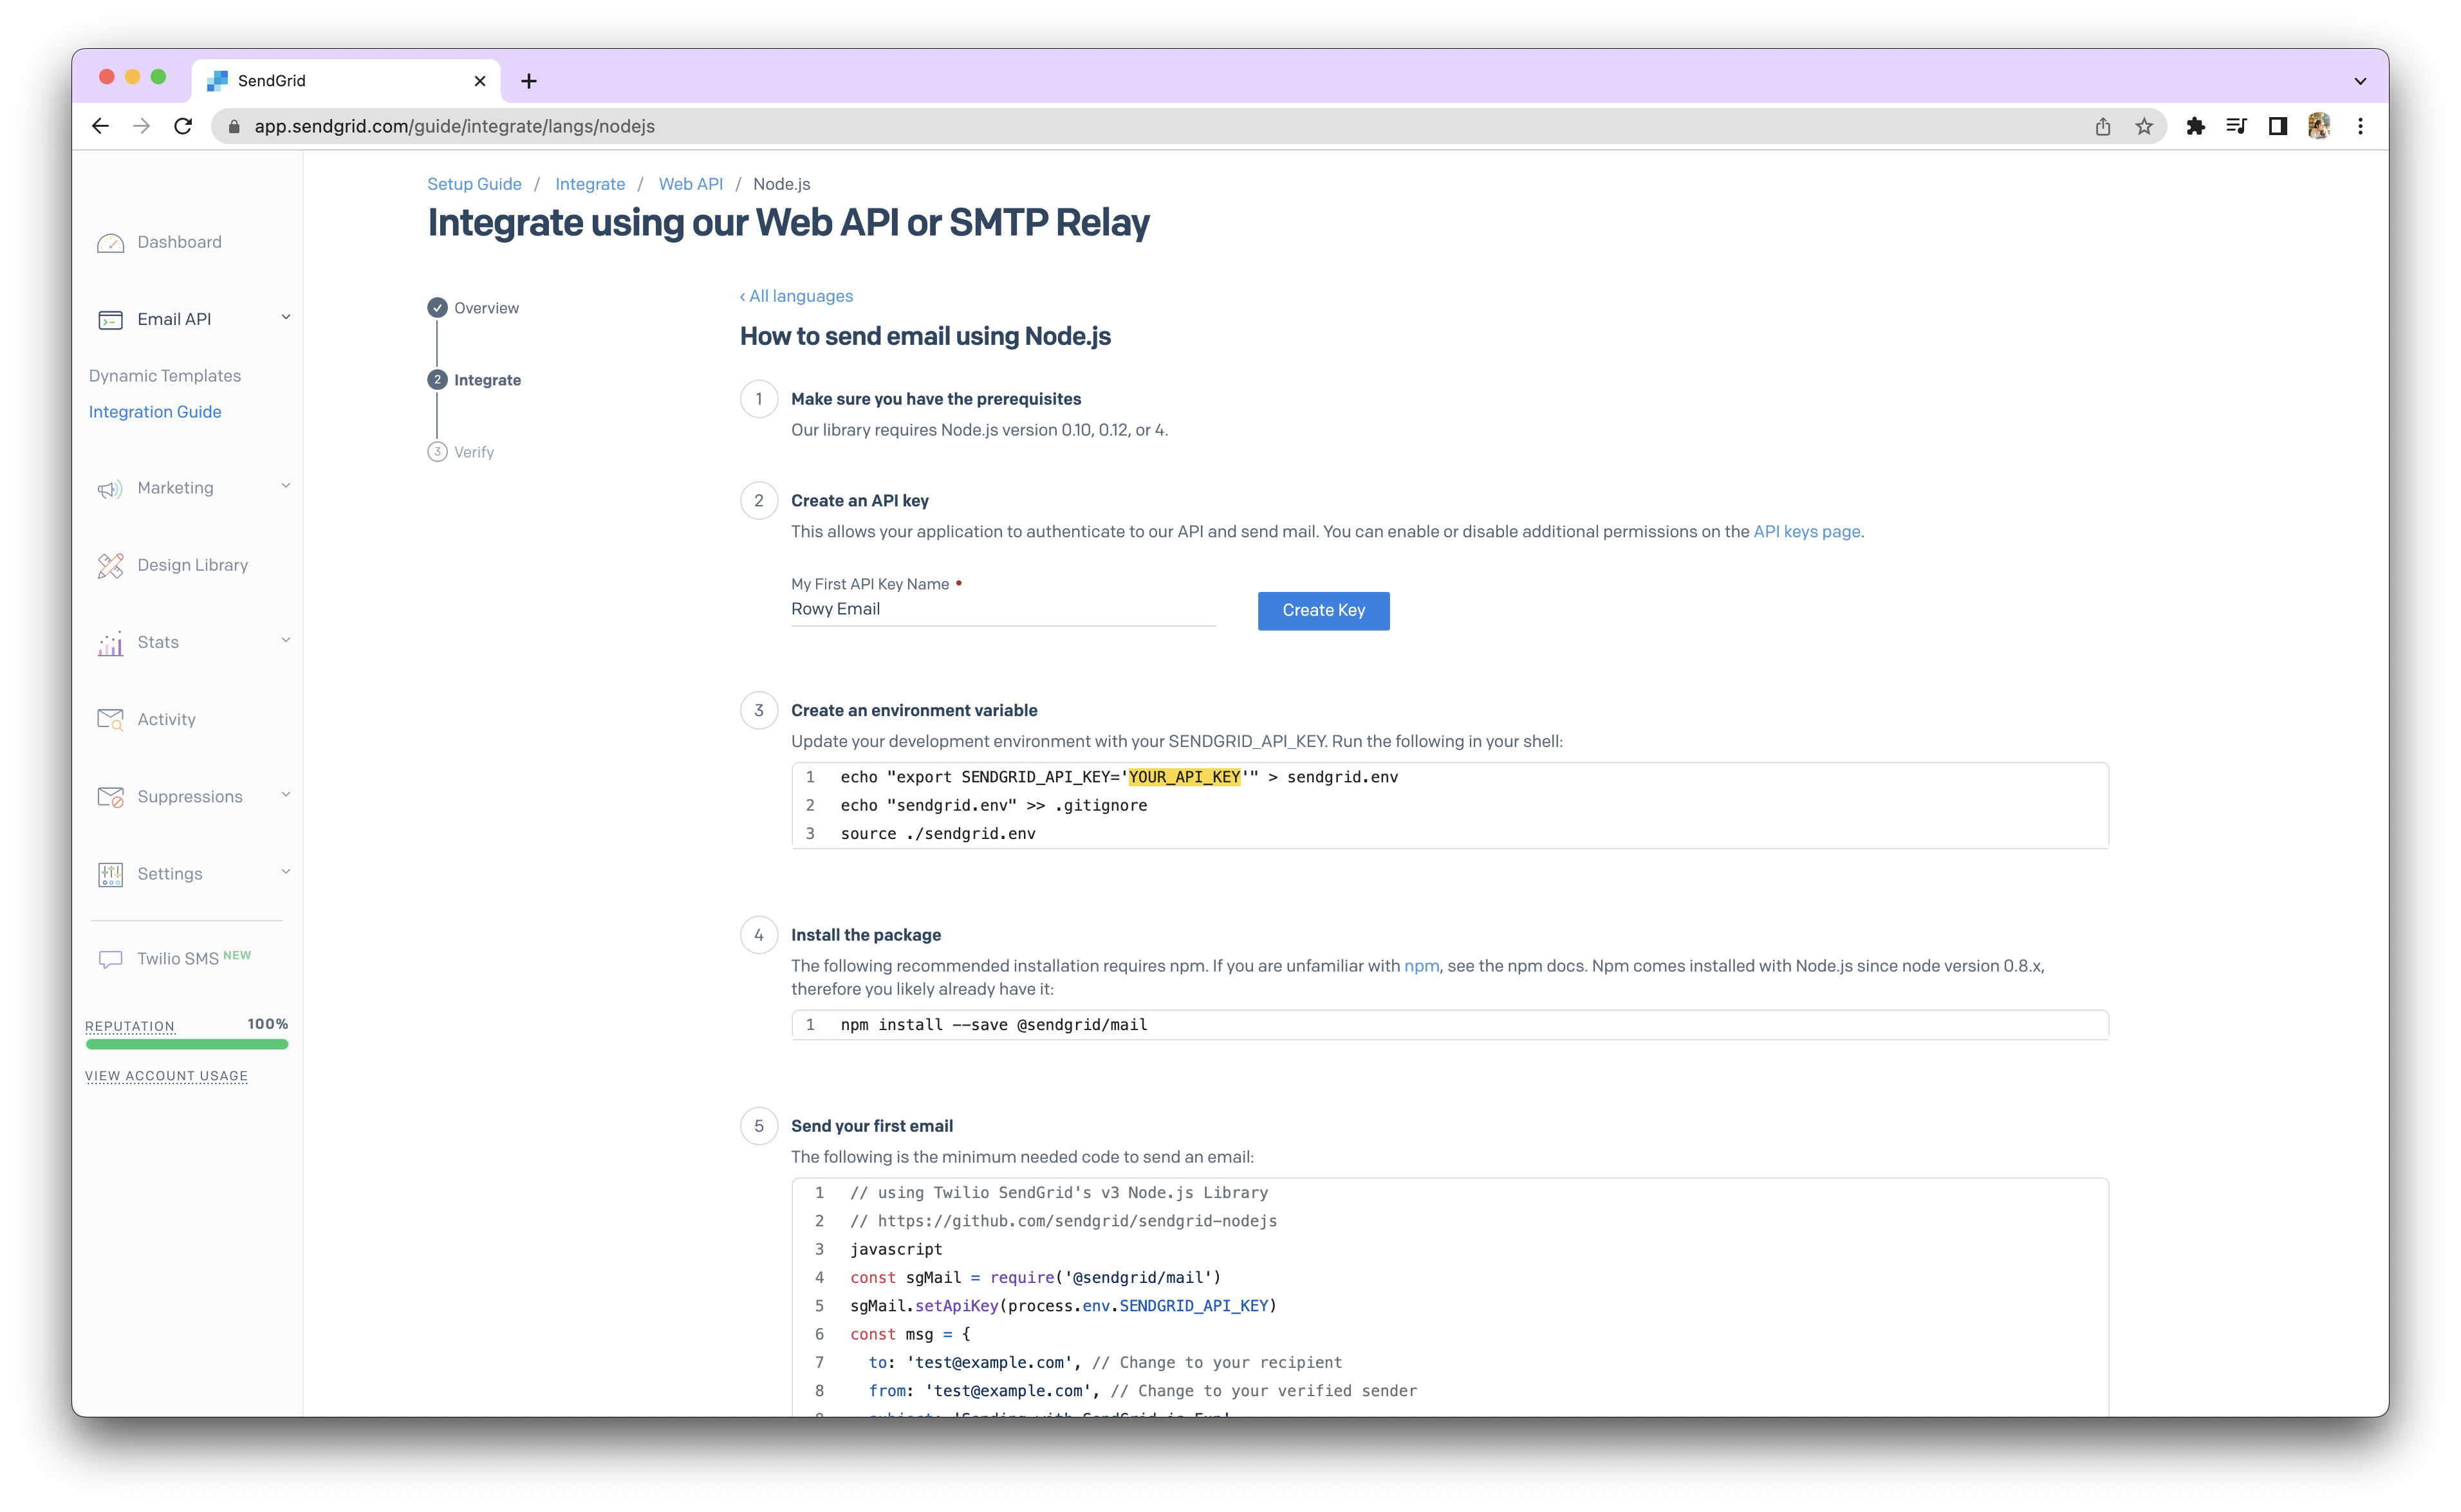 SendGrid
app.sendgrid.com/guide/integrate/langs/nodejs
Dashboard
Email API
Dynamic Templates
Integration Guide
Marketing
Design Library
Stats
Activity
Suppressions
Settings
Twilio SMS NEW
REPUTATION 100%
VIEW ACCOUNT USAGE
Setup Guide / Integrate / Web API / Node.js
Integrate using our Web API or SMTP Relay
Overview
2 Integrate
3 Verify
‹ All languages
How to send email using Node.js
1 Make sure you have the prerequisites
Our library requires Node.js version 0.10, 0.12, or 4.
2 Create an API key
This allows your application to authenticate to our API and send mail. You can enable or disable additional permissions on the API keys page.
My First API Key Name •
Rowy Email
Create Key
3 Create an environment variable
Update your development environment with your SENDGRID_API_KEY. Run the following in your shell:
1 echo "export SENDGRID_API_KEY='YOUR_API_KEY'" > sendgrid.env
2 echo "sendgrid.env" >> .gitignore
3 source ./sendgrid.env
4 Install the package
The following recommended installation requires npm. If you are unfamiliar with npm, see the npm docs. Npm comes installed with Node.js since node version 0.8.x,
therefore you likely already have it:
1 npm install --save @sendgrid/mail
5 Send your first email
The following is the minimum needed code to send an email:
1 // using Twilio SendGrid's v3 Node.js Library
2 // https://github.com/sendgrid/sendgrid-nodejs
3 javascript
4 const sgMail = require('@sendgrid/mail')
5 sgMail.setApiKey(process.env.SENDGRID_API_KEY)
6 const msg = {
7 to: 'test@example.com', // Change to your recipient
8 from: 'test@example.com', // Change to your verified sender